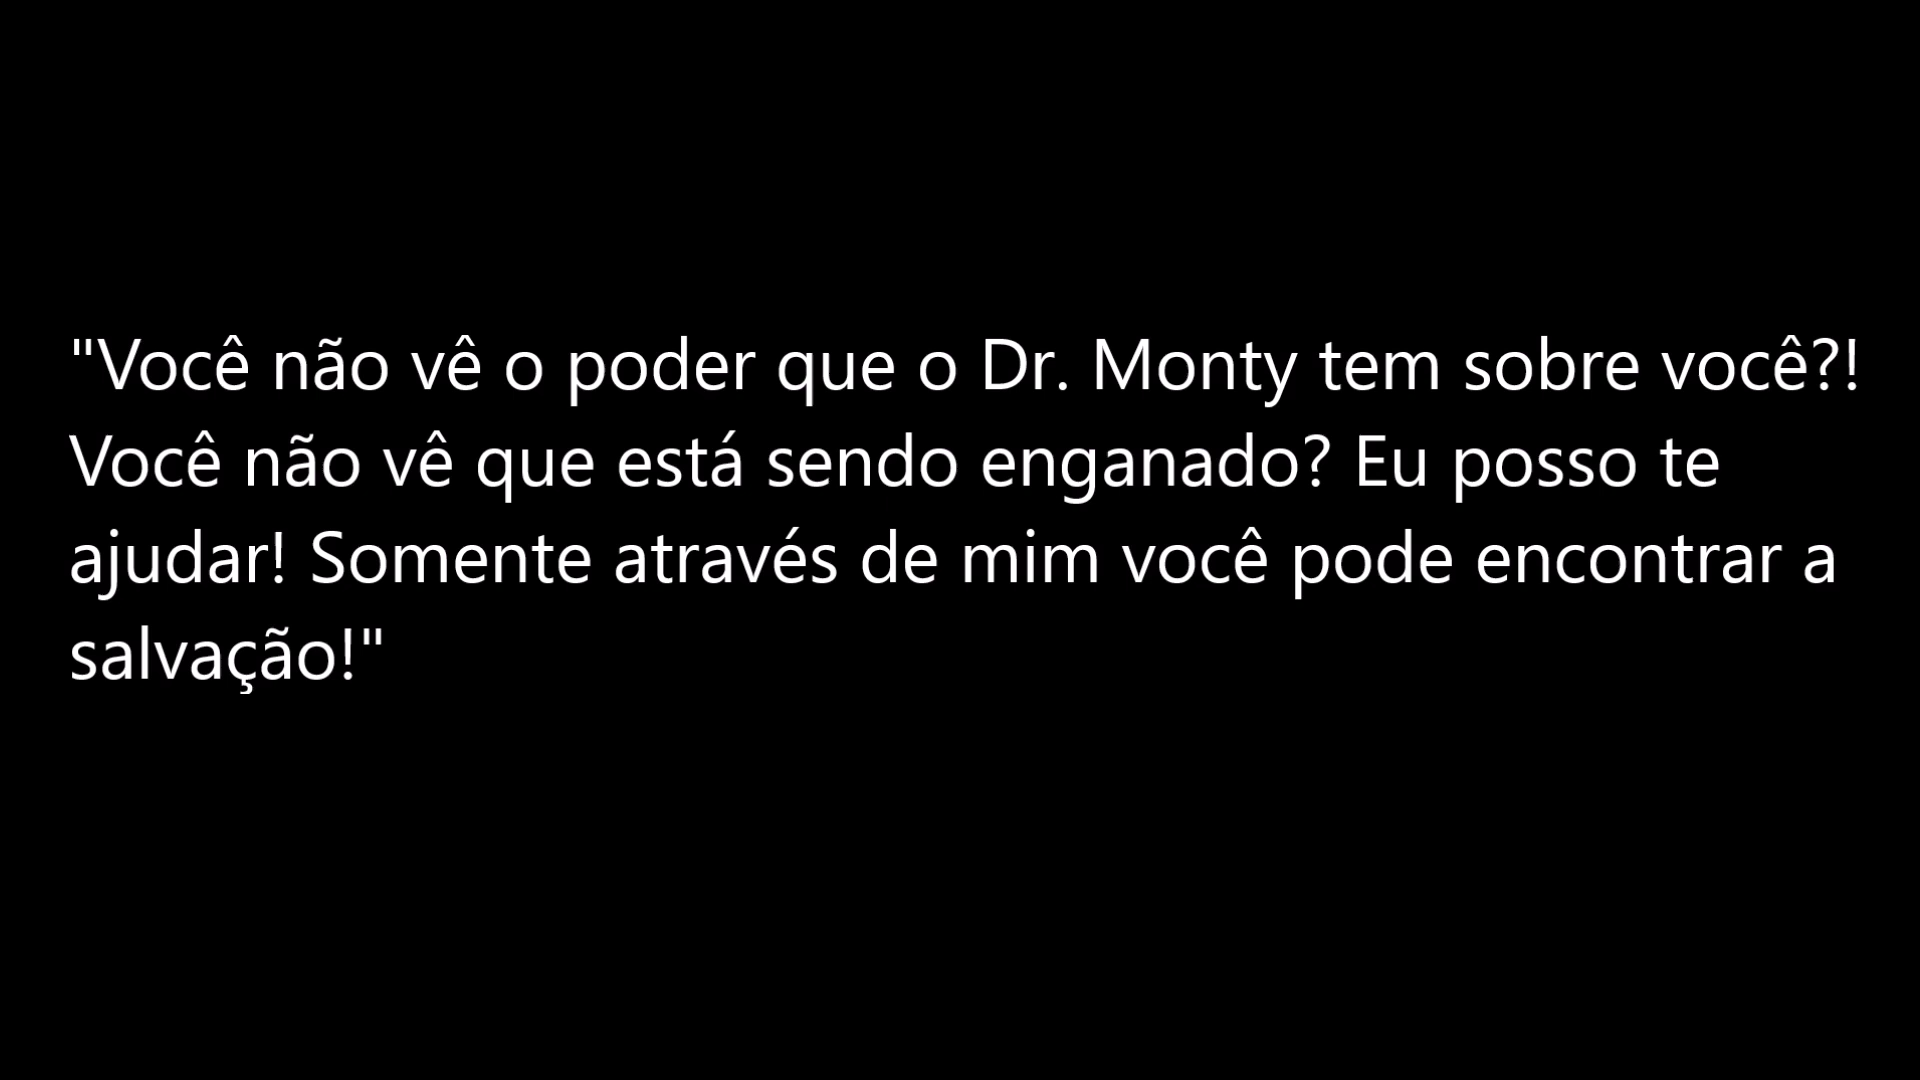 "Você não vê o poder que o Dr. Monty tem sobre você?!
Você não vê que está sendo enganado? Eu posso te
ajudar! Somente através de mim você pode encontrar a
salvação!"